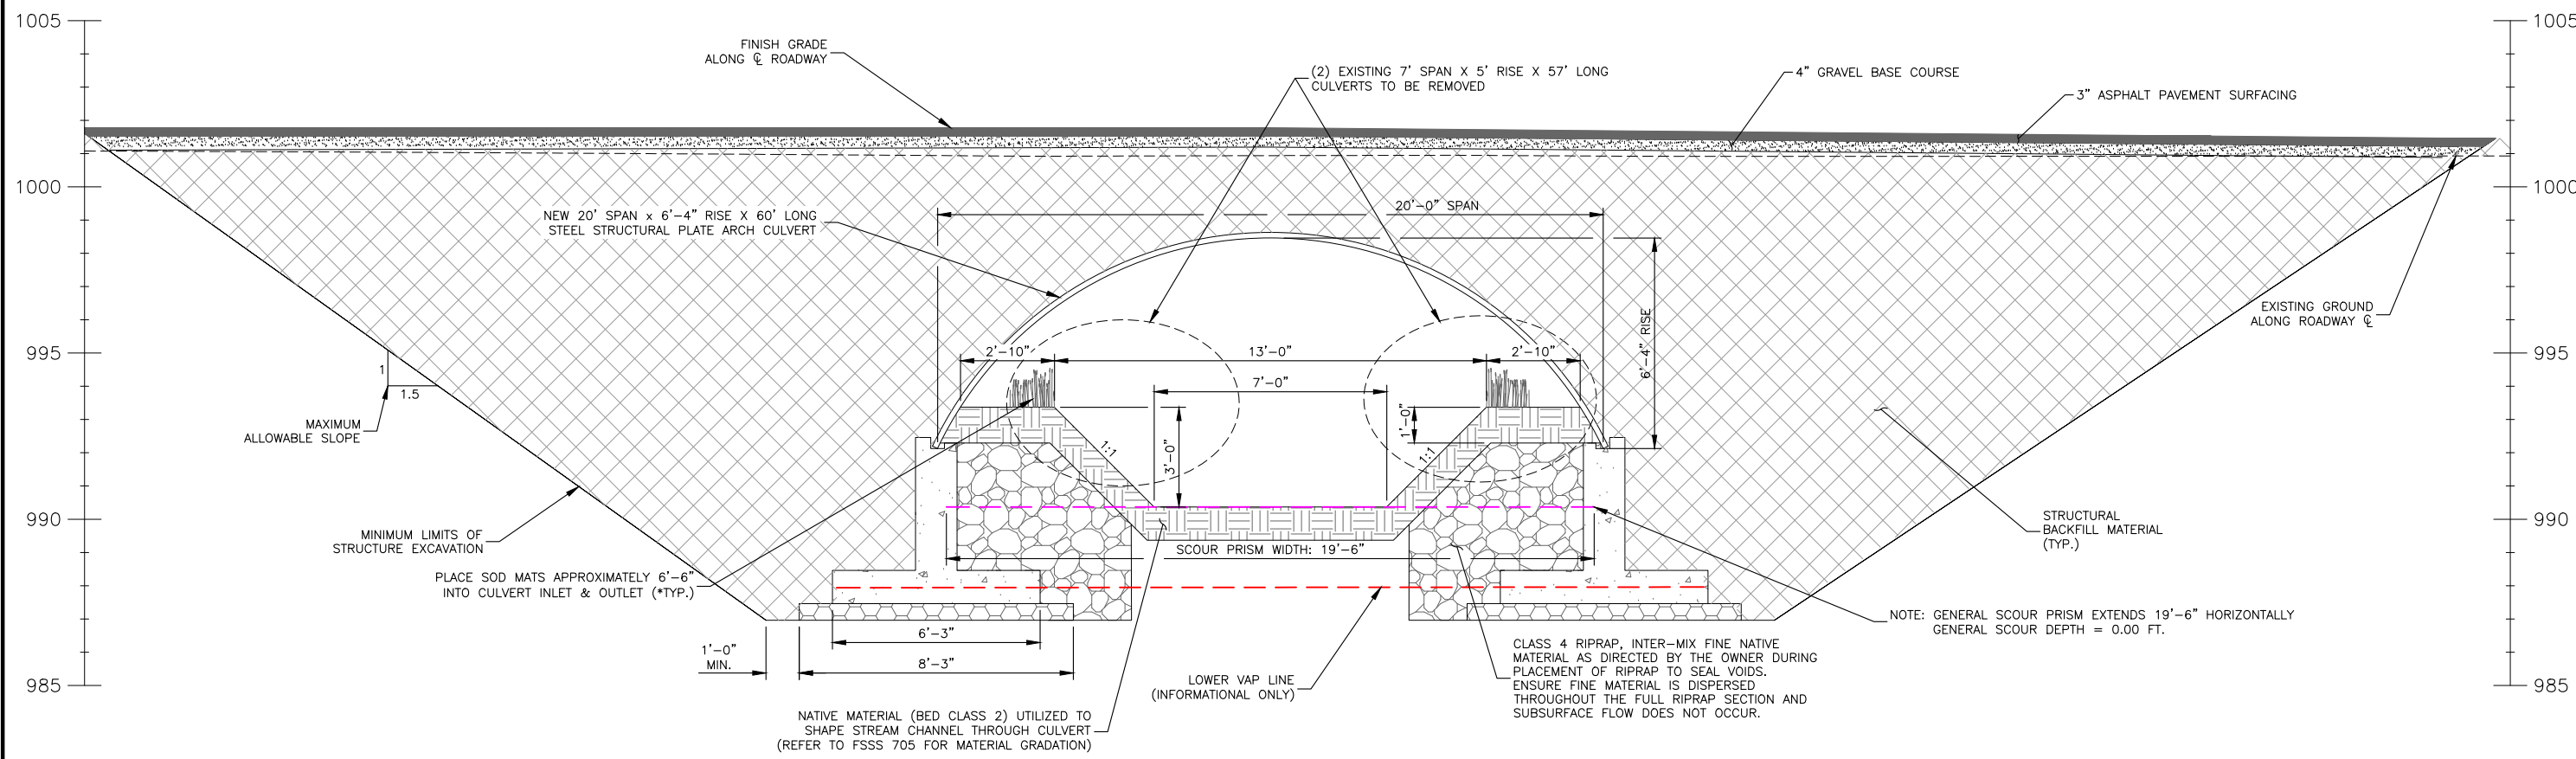 1005
1005
FINISH GRADE
ALONG ℄ ROADWAY
(2) EXISTING 7' SPAN X 5' RISE X 57' LONG
CULVERTS TO BE REMOVED
4" GRAVEL BASE COURSE
3" ASPHALT PAVEMENT SURFACING
1000
1000
NEW 20' SPAN x 6'-4" RISE X 60' LONG
STEEL STRUCTURAL PLATE ARCH CULVERT
20'-0" SPAN
6'-4" RISE
EXISTING GROUND
ALONG ROADWAY ℄
995
995
2'-10"
13'-0"
2'-10"
7'-0"
1
1.5
MAXIMUM
ALLOWABLE SLOPE
1:1
3'-0"
1'-0"
1:1
990
990
MINIMUM LIMITS OF
STRUCTURE EXCAVATION
STRUCTURAL
BACKFILL MATERIAL
(TYP.)
SCOUR PRISM WIDTH: 19'-6"
PLACE SOD MATS APPROXIMATELY 6'-6"
INTO CULVERT INLET & OUTLET (*TYP.)
NOTE: GENERAL SCOUR PRISM EXTENDS 19'-6" HORIZONTALLY
GENERAL SCOUR DEPTH = 0.00 FT.
6'-3"
1'-0"
MIN.
8'-3"
CLASS 4 RIPRAP, INTER-MIX FINE NATIVE
MATERIAL AS DIRECTED BY THE OWNER DURING
PLACEMENT OF RIPRAP TO SEAL VOIDS.
ENSURE FINE MATERIAL IS DISPERSED
THROUGHOUT THE FULL RIPRAP SECTION AND
SUBSURFACE FLOW DOES NOT OCCUR.
LOWER VAP LINE
(INFORMATIONAL ONLY)
985
985
NATIVE MATERIAL (BED CLASS 2) UTILIZED TO
SHAPE STREAM CHANNEL THROUGH CULVERT
(REFER TO FSSS 705 FOR MATERIAL GRADATION)